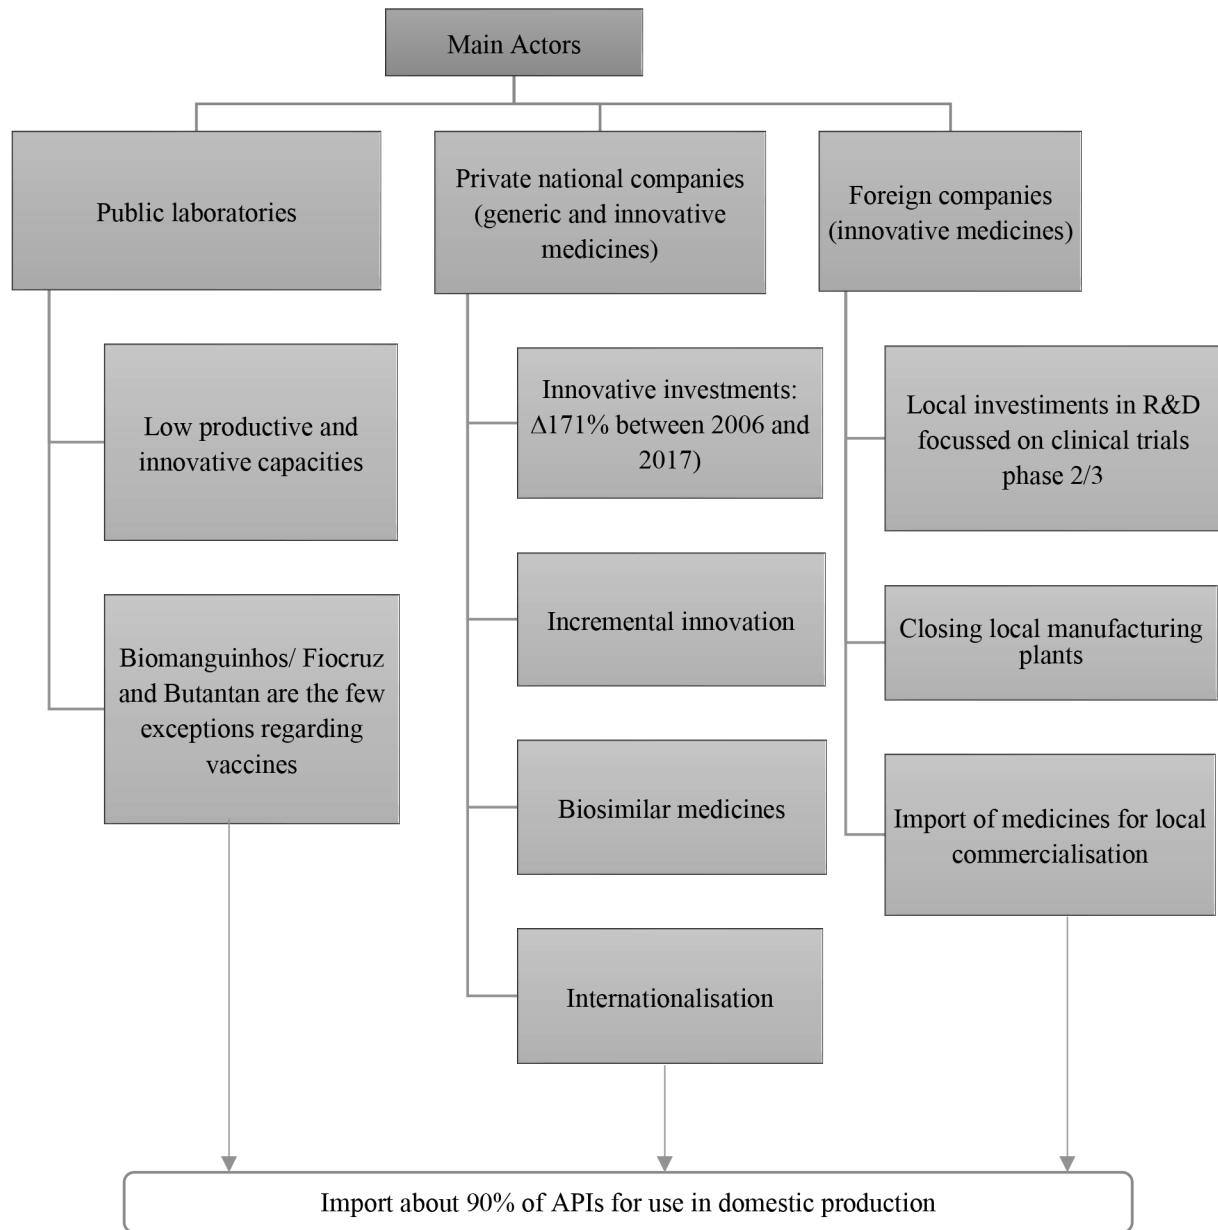 Main Actors
Public laboratories
Low productive and
innovative capacities
Biomanguinhos/ Fiocruz
and Butantan are the few
exceptions regarding
vaccines
Private national companies
(generic and innovative
medicines)
Innovative investments:
Δ171% between 2006 and
2017)
Incremental innovation
Biosimilar medicines
Internationalisation
Foreign companies
(innovative medicines)
Local investiments in R&D
focussed on clinical trials
phase 2/3
Closing local manufacturing
plants
Import of medicines for local
commercialisation
Import about 90% of APIs for use in domestic production